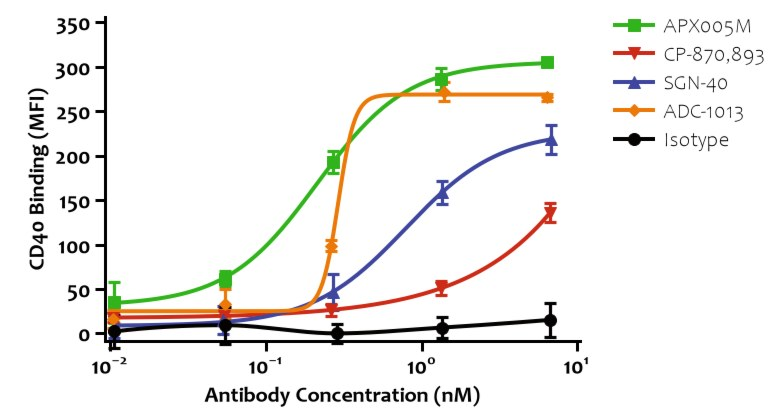 350
300
250
200
150
100
50
0
CD40 Binding (MFI)
10⁻² 10⁻¹ 10⁰ 10¹
Antibody Concentration (nM)
APX005M
CP-870,893
SGN-40
ADC-1013
Isotype